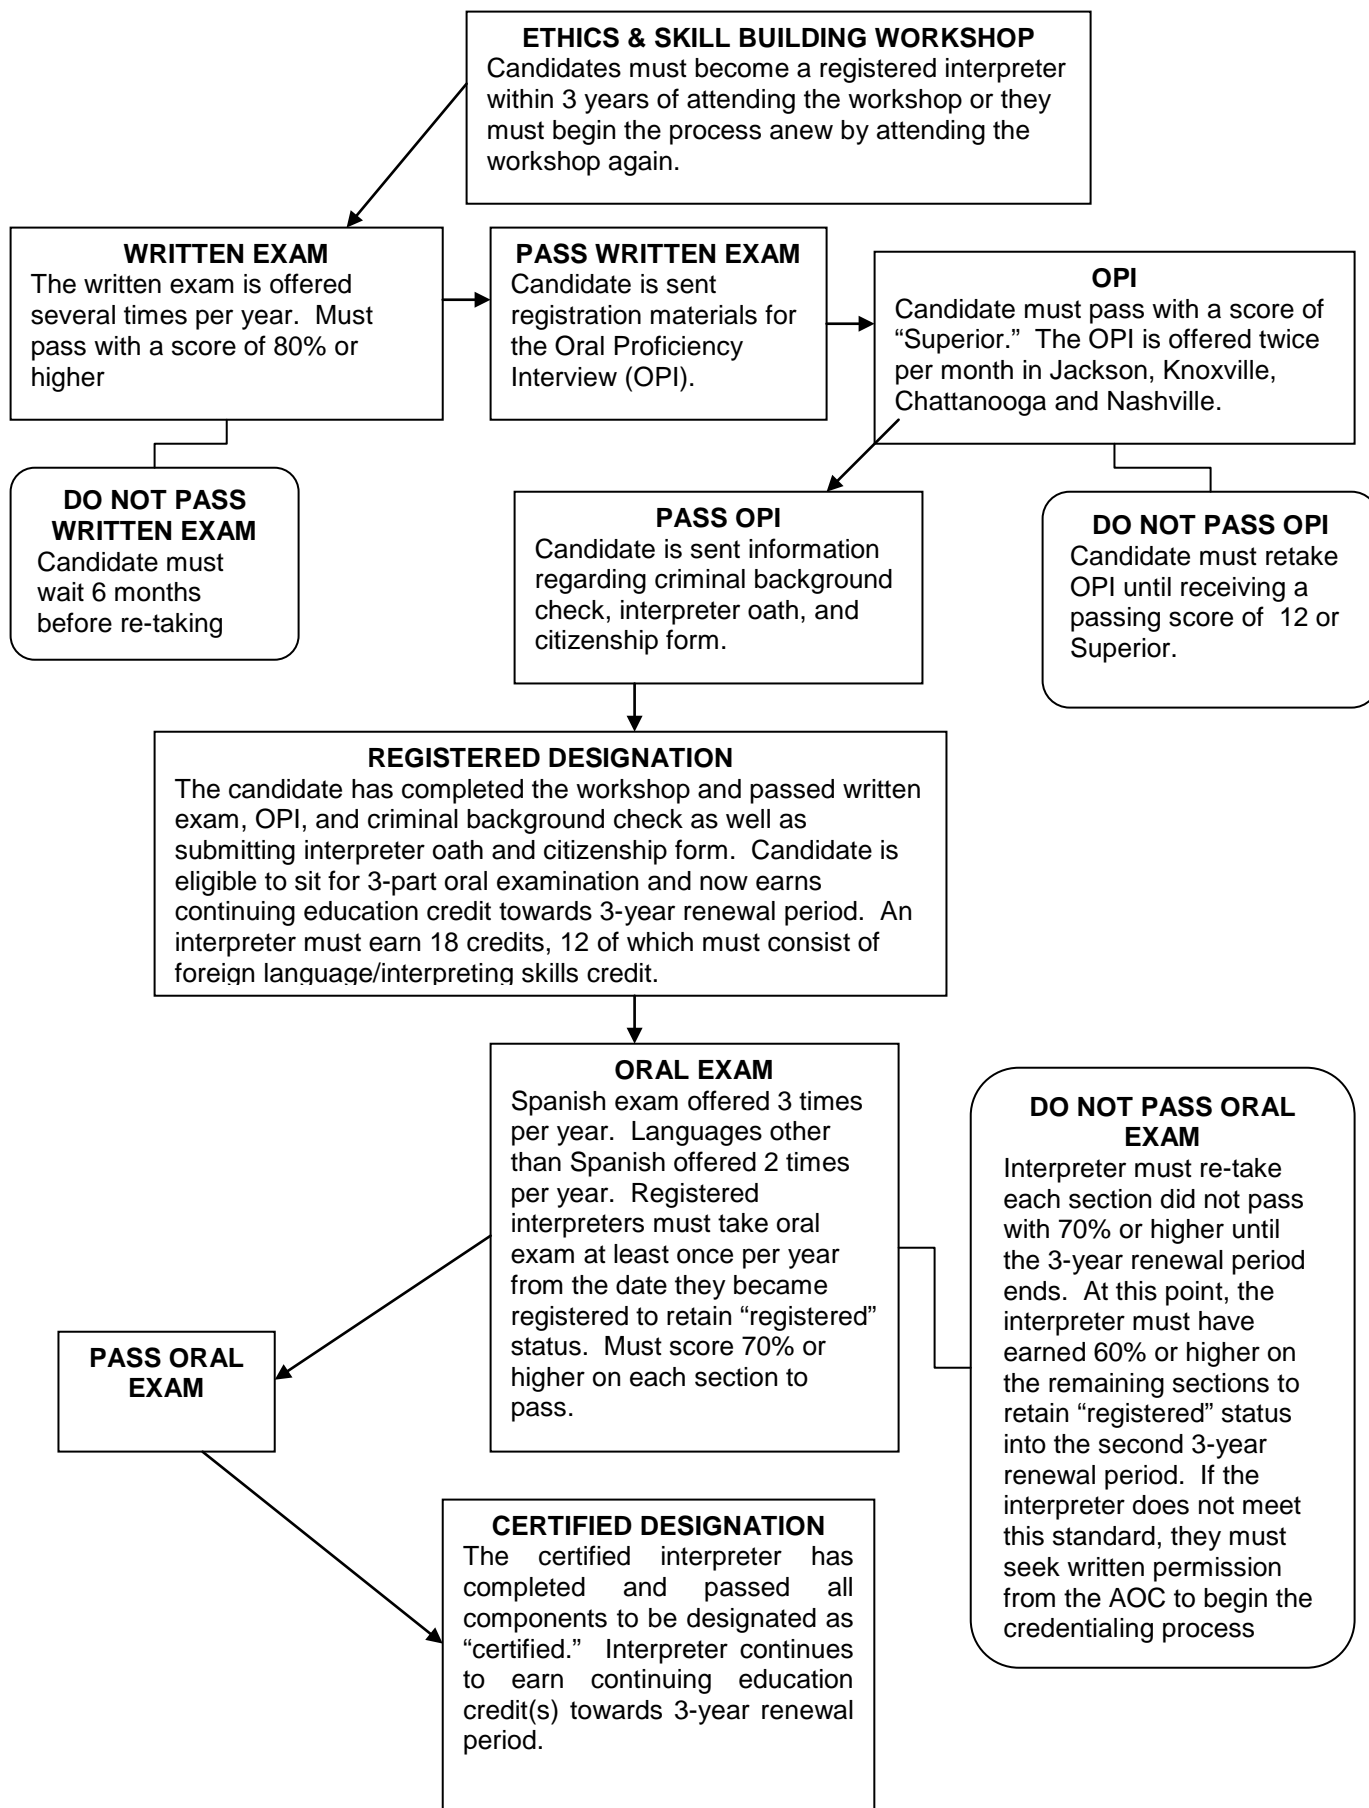 ETHICS & SKILL BUILDING WORKSHOP
Candidates must become a registered interpreter
within 3 years of attending the workshop or they
must begin the process anew by attending the
workshop again.
WRITTEN EXAM
The written exam is offered
several times per year.  Must
pass with a score of 80% or
higher
PASS WRITTEN EXAM
Candidate is sent
registration materials for
the Oral Proficiency
Interview (OPI).
OPI
Candidate must pass with a score of
“Superior.”  The OPI is offered twice
per month in Jackson, Knoxville,
Chattanooga and Nashville.
DO NOT PASS
WRITTEN EXAM
Candidate must
wait 6 months
before re-taking
PASS OPI
Candidate is sent information
regarding criminal background
check, interpreter oath, and
citizenship form.
DO NOT PASS OPI
Candidate must retake
OPI until receiving a
passing score of  12 or
Superior.
REGISTERED DESIGNATION
The candidate has completed the workshop and passed written
exam, OPI, and criminal background check as well as
submitting interpreter oath and citizenship form.  Candidate is
eligible to sit for 3-part oral examination and now earns
continuing education credit towards 3-year renewal period.  An
interpreter must earn 18 credits, 12 of which must consist of
foreign language/interpreting skills credit.
ORAL EXAM
Spanish exam offered 3 times
per year.  Languages other
than Spanish offered 2 times
per year.  Registered
interpreters must take oral
exam at least once per year
from the date they became
registered to retain “registered”
status.  Must score 70% or
higher on each section to
pass.
DO NOT PASS ORAL
EXAM
Interpreter must re-take
each section did not pass
with 70% or higher until
the 3-year renewal period
ends.  At this point, the
interpreter must have
earned 60% or higher on
the remaining sections to
retain “registered” status
into the second 3-year
renewal period.  If the
interpreter does not meet
this standard, they must
seek written permission
from the AOC to begin the
credentialing process
PASS ORAL
EXAM
CERTIFIED DESIGNATION
The certified interpreter has
completed and passed all
components to be designated as
“certified.”  Interpreter continues
to earn continuing education
credit(s) towards 3-year renewal
period.